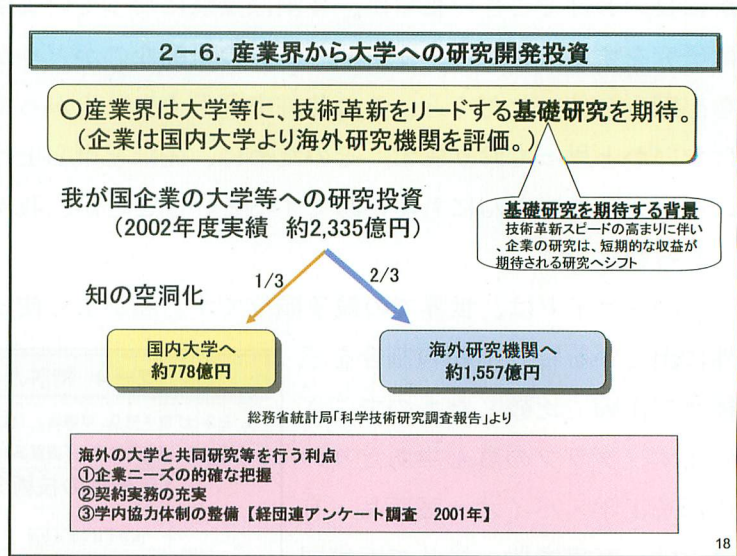 2-6. 産業界から大学への研究開発投資
○産業界は大学等に、技術革新をリードする基礎研究を期待。
(企業は国内大学より海外研究機関を評価。)
我が国企業の大学等への研究投資
(2002年度実績 約2,335億円)
基礎研究を期待する背景
技術革新スピードの高まりに伴い
、企業の研究は、短期的な収益が
期待される研究へシフト
1/3
2/3
知の空洞化
国内大学へ
約778億円
海外研究機関へ
約1,557億円
総務省統計局「科学技術研究調査報告」より
海外の大学と共同研究等を行う利点
①企業ニーズの的確な把握
②契約実務の充実
③学内協力体制の整備【経団連アンケート調査 2001年】
18